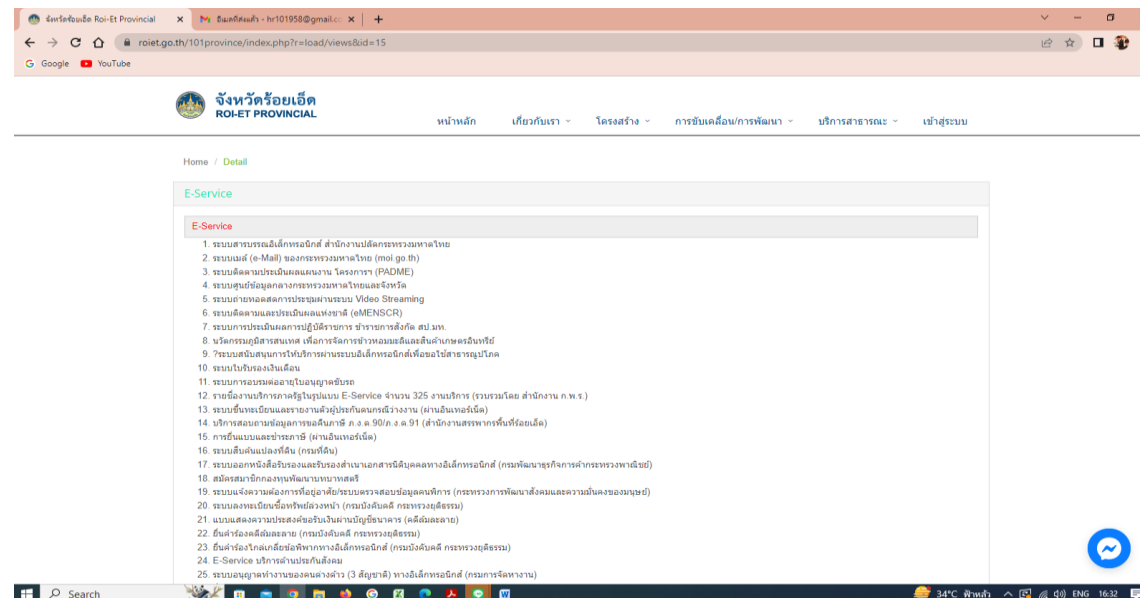 จังหวัดร้อยเอ็ด Roi-Et Provincial
อีเมลที่ส่งแล้ว - hr101958@gmail.cc
roiet.go.th/101province/index.php?r=load/views&id=15
Google YouTube
จังหวัดร้อยเอ็ด
ROI-ET PROVINCIAL
หน้าหลัก เกี่ยวกับเรา โครงสร้าง การขับเคลื่อน/การพัฒนา บริการสาธารณะ เข้าสู่ระบบ
Home / Detail
E-Service
E-Service
1. ระบบสารบรรณอิเล็กทรอนิกส์ สำนักงานปลัดกระทรวงมหาดไทย
2. ระบบเมล์ (e-Mail) ของกระทรวงมหาดไทย (moi.go.th)
3. ระบบติดตามประเมินผลแผนงาน โครงการฯ (PADME)
4. ระบบศูนย์ข้อมูลกลางกระทรวงมหาดไทยและจังหวัด
5. ระบบถ่ายทอดสดการประชุมผ่านระบบ Video Streaming
6. ระบบติดตามและประเมินผลแห่งชาติ (eMENSCR)
7. ระบบการประเมินผลการปฏิบัติราชการ ข้าราชการสังกัด สป.มท.
8. นวัตกรรมภูมิสารสนเทศ เพื่อการจัดการข้าวหอมมะลิและสินค้าเกษตรอินทรีย์
9. ?ระบบสนับสนุนการให้บริการผ่านระบบอิเล็กทรอนิกส์เพื่อขอใช้สาธารณูปโภค
10. ระบบใบรับรองเงินเดือน
11. ระบบการอบรมต่ออายุใบอนุญาตขับรถ
12. รายชื่องานบริการภาครัฐในรูปแบบ E-Service จำนวน 325 งานบริการ (รวบรวมโดย สำนักงาน ก.พ.ร.)
13. ระบบขึ้นทะเบียนและรายงานตัวผู้ประกันตนกรณีว่างงาน (ผ่านอินเทอร์เน็ต)
14. บริการสอบถามข้อมูลการขอคืนภาษี ภ.ง.ด.90/ภ.ง.ด.91 (สำนักงานสรรพากรพื้นที่ร้อยเอ็ด)
15. การยื่นแบบและชำระภาษี (ผ่านอินเทอร์เน็ต)
16. ระบบสืบค้นแปลงที่ดิน (กรมที่ดิน)
17. ระบบออกหนังสือรับรองและรับรองสำเนาเอกสารนิติบุคคลทางอิเล็กทรอนิกส์ (กรมพัฒนาธุรกิจการค้ากระทรวงพาณิชย์)
18. สมัครสมาชิกกองทุนพัฒนาบทบาทสตรี
19. ระบบแจ้งความต้องการที่อยู่อาศัย/ระบบตรวจสอบข้อมูลคนพิการ (กระทรวงการพัฒนาสังคมและความมั่นคงของมนุษย์)
20. ระบบลงทะเบียนซื้อทรัพย์ล่วงหน้า (กรมบังคับคดี กระทรวงยุติธรรม)
21. แบบแสดงความประสงค์ขอรับเงินผ่านบัญชีธนาคาร (คดีล้มละลาย)
22. ยื่นคำร้องคดีล้มละลาย (กรมบังคับคดี กระทรวงยุติธรรม)
23. ยื่นคำร้องไกล่เกลี่ยข้อพิพาททางอิเล็กทรอนิกส์ (กรมบังคับคดี กระทรวงยุติธรรม)
24. E-Service บริการด้านประกันสังคม
25. ระบบอนุญาตทำงานของคนต่างด้าว (3 สัญชาติ) ทางอิเล็กทรอนิกส์ (กรมการจัดหางาน)
Search 34°C ฟ้าหลัว ENG 16:32